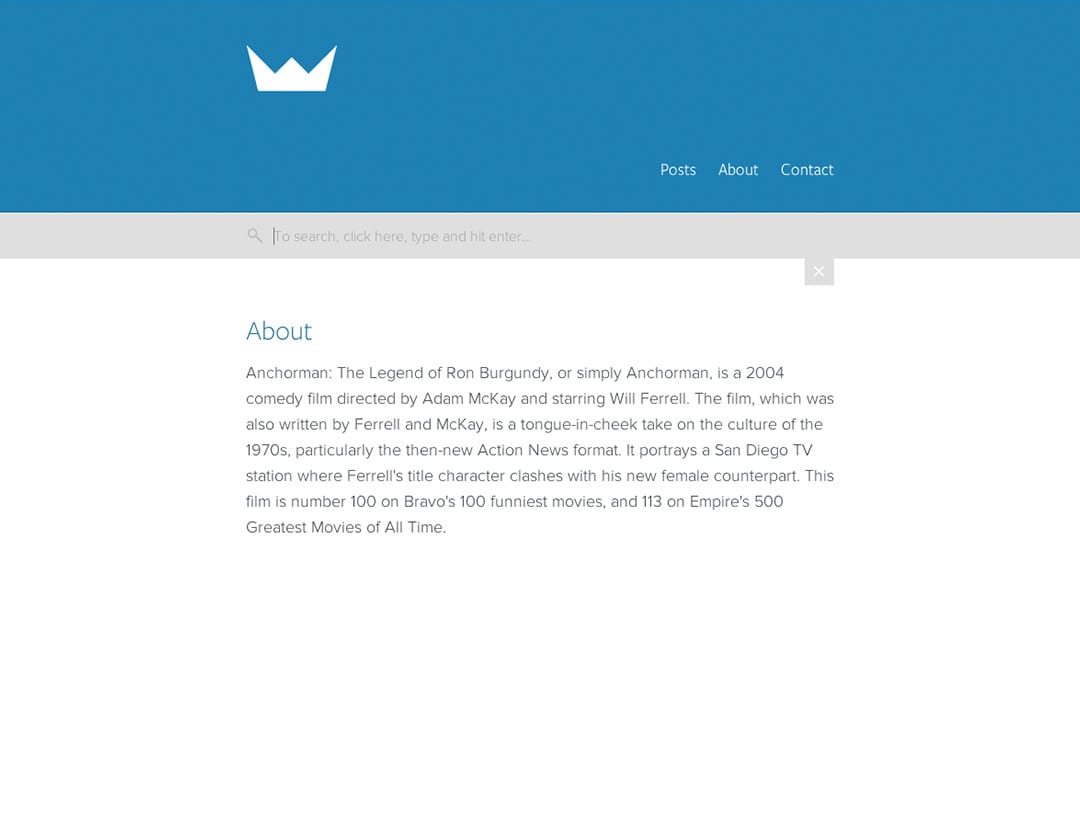 Posts About Contact
To search, click here, type and hit enter...
About
Anchorman: The Legend of Ron Burgundy, or simply Anchorman, is a 2004
comedy film directed by Adam McKay and starring Will Ferrell. The film, which was
also written by Ferrell and McKay, is a tongue-in-cheek take on the culture of the
1970s, particularly the then-new Action News format. It portrays a San Diego TV
station where Ferrell's title character clashes with his new female counterpart. This
film is number 100 on Bravo's 100 funniest movies, and 113 on Empire's 500
Greatest Movies of All Time.